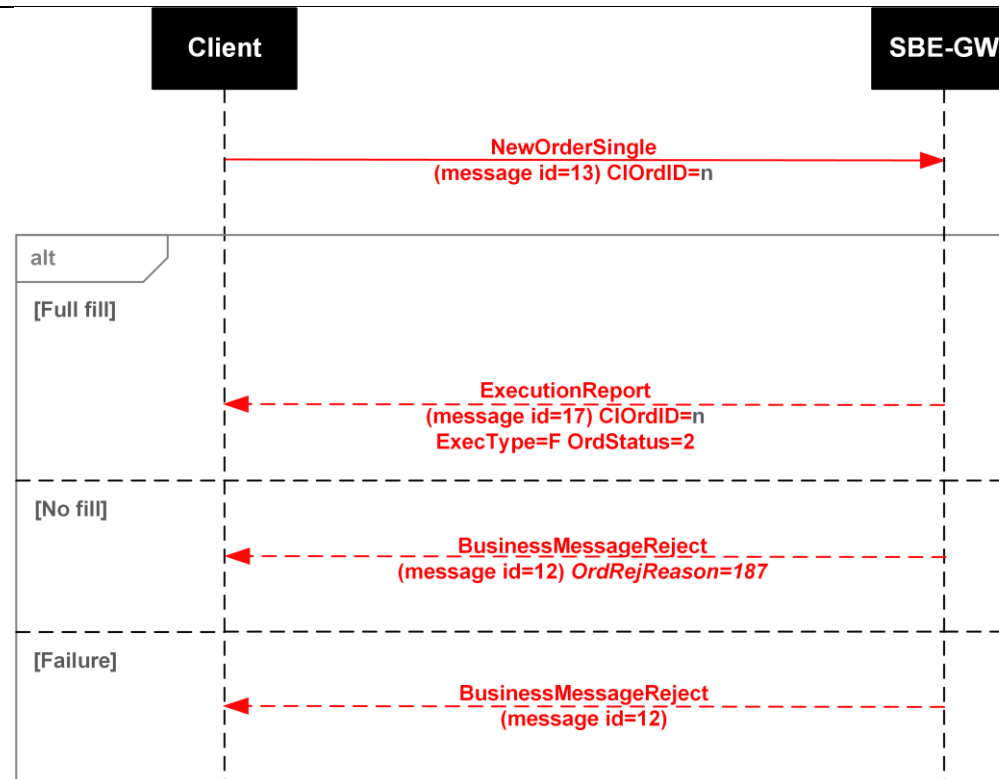 Client
SBE-GW
NewOrderSingle
(message id=13) ClOrdID=n
alt
[Full fill]
ExecutionReport
(message id=17) ClOrdID=n
ExecType=F OrdStatus=2
[No fill]
BusinessMessageReject
(message id=12) OrdRejReason=187
[Failure]
BusinessMessageReject
(message id=12)